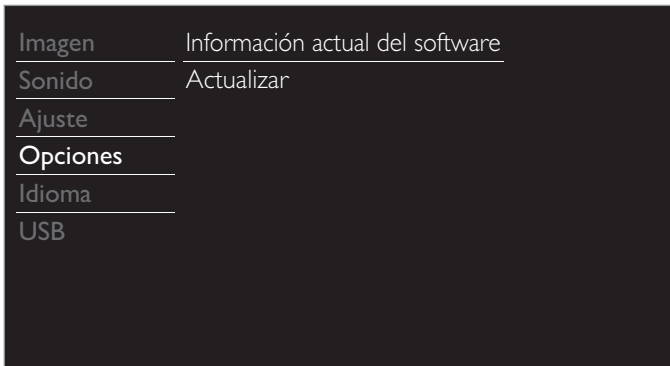 Imagen
Sonido
Ajuste
Opciones
Idioma
USB
Información actual del software
Actualizar